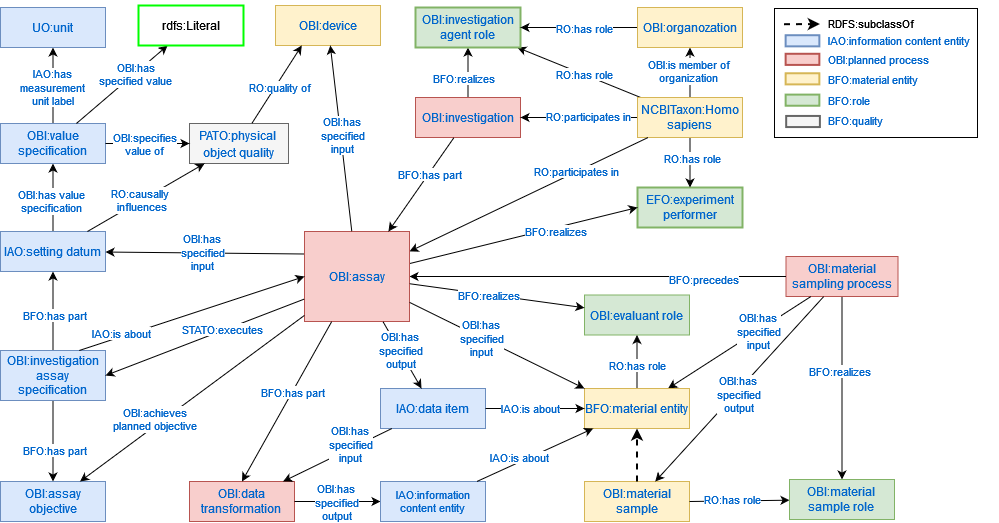 UO:unit
rdfs:Literal
OBI:device
OBI:investigation
agent role
RO:has role
OBI:organozation
RDFS:subclassOf
IAO:information content entity
OBI:planned process
BFO:material entity
BFO:role
BFO:quality
IAO:has
measurement
unit label
OBI:has
specified value
RO:quality of
BFO:realizes
RO:has role
OBI:is member of
organization
OBI:value
specification
OBI:specifies
value of
PATO:physical
object quality
OBI:has
specified
input
OBI:investigation
RO:participates in
NCBITaxon:Homo
sapiens
OBI:has value
specification
RO:causally
influences
BFO:has part
RO:participates in
RO:has role
EFO:experiment
performer
IAO:setting datum
OBI:has
specified
input
OBI:assay
BFO:realizes
BFO:precedes
OBI:material
sampling process
BFO:has part
IAO:is about
STATO:executes
BFO:realizes
OBI:evaluant role
OBI:has
specified
input
OBI:has
specified
output
OBI:has
specified
input
OBI:investigation
assay
specification
BFO:has part
OBI:achieves
planned objective
RO:has role
OBI:has
specified
output
BFO:realizes
IAO:data item
IAO:is about
BFO:material entity
BFO:has part
OBI:has
specified
input
IAO:is about
OBI:assay
objective
OBI:data
transformation
OBI:has
specified
output
IAO:information
content entity
OBI:material
sample
RO:has role
OBI:material
sample role